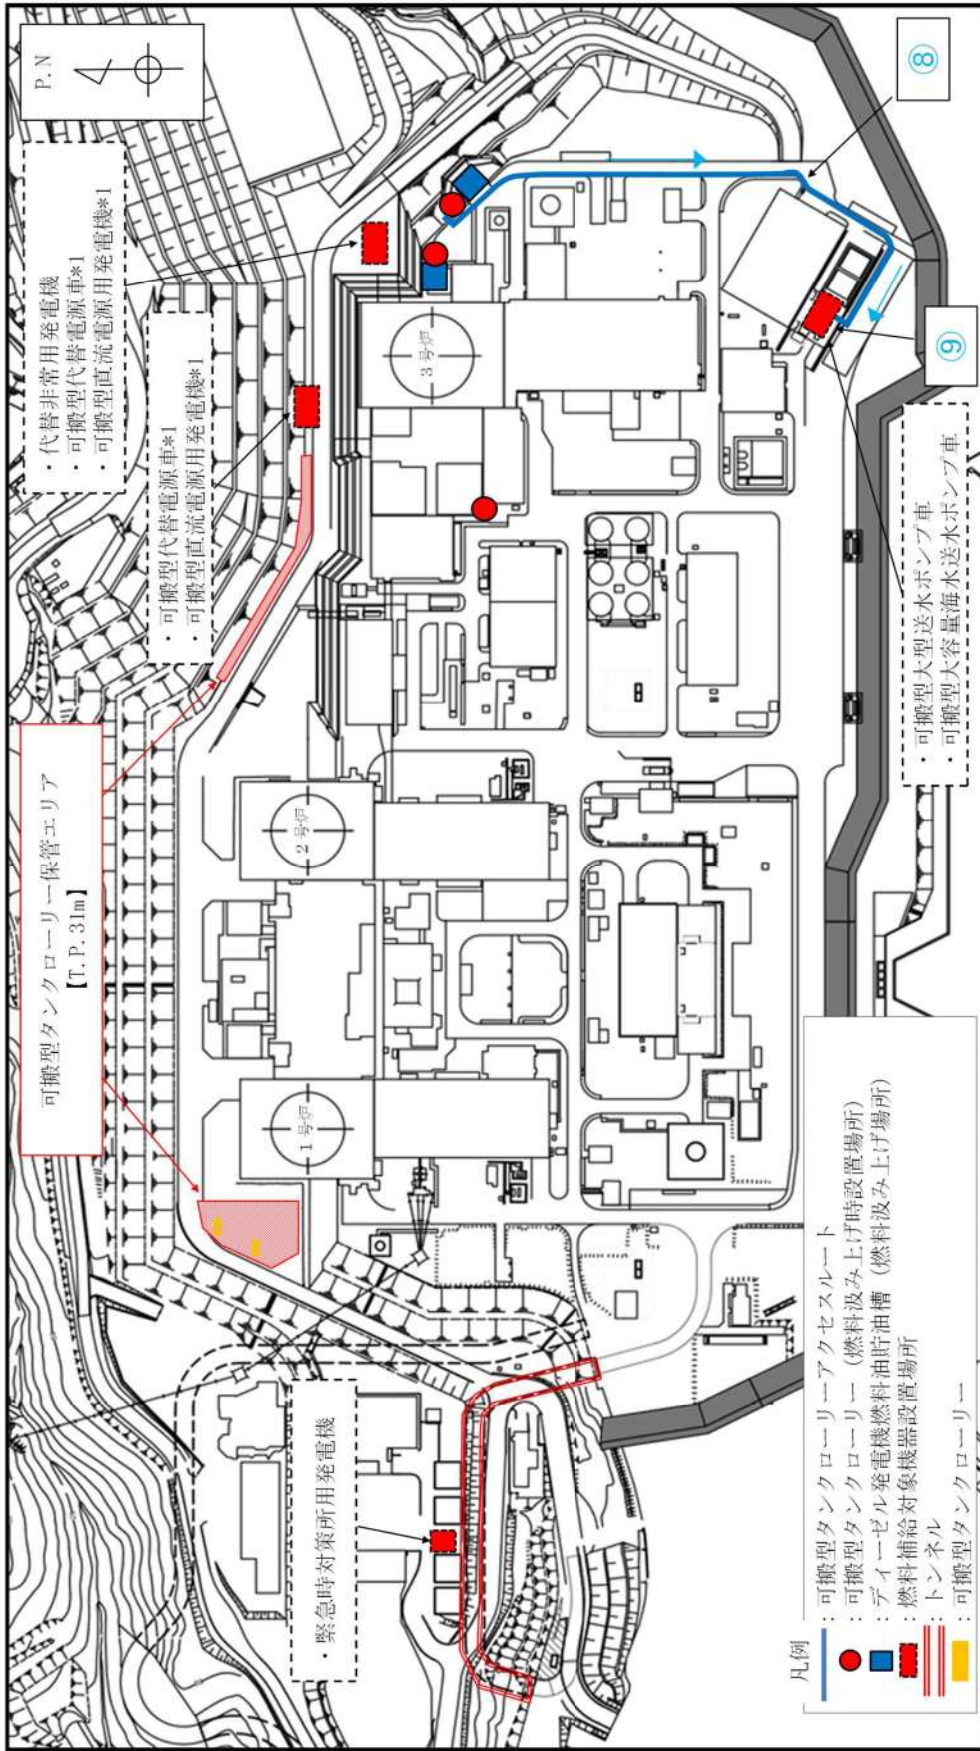 P.N
・代替非常用発電機
・可搬型代替電源車*1
・可搬型直流電源用発電機*1
・可搬型代替電源車*1
・可搬型直流電源用発電機*1
可搬型タンクローリー保管エリア
【T.P.31m】
3号炉
2号炉
1号炉
・緊急時対策所用発電機
⑧
⑨
・可搬型大型送水ポンプ車
・可搬型大容量海水送水ポンプ車
凡例
：可搬型タンクローリーアクセスルート
：可搬型タンクローリー（燃料汲み上げ時設置場所）
：ディーゼル発電機燃料油貯油槽（燃料汲み上げ場所）
：燃料補給対象機器設置場所
：トンネル
：可搬型タンクローリー